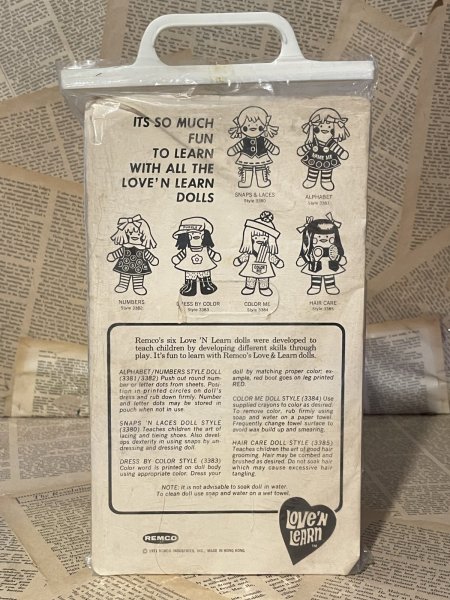 ITS SO MUCH
FUN
TO LEARN
WITH ALL THE
LOVE'N LEARN
DOLLS
SNAPS & LACES
Style 3380
ALPHABET
Style 3381
NUMBERS
Style 3382
DRESS BY COLOR
Style 3383
COLOR ME
Style 3384
HAIR CARE
Style 3385
Remco's six Love 'N Learn dolls were developed to
teach children by developing different skills through
play. It's fun to learn with Remco's Love & Learn dolls.
ALPHABET/NUMBERS STYLE DOLL
(3381/3382) Push out round num-
ber or letter dots from sheets. Posi-
tion in printed circles on doll's
dress and rub down firmly. Number
and letter dots may be stored in
pouch when not in use.
SNAPS 'N LACES DOLL STYLE
(3380) Teaches children the art of
lacing and tieing shoes. Also devel-
ops dexterity in using snaps by un-
dressing and dressing doll.
DRESS BY COLOR STYLE (3383)
Color word is printed on doll body
using appropriate color. Dress your
doll by matching proper color; ex-
ample, red boot goes on leg printed
RED.
COLOR ME DOLL STYLE (3384) Use
supplied crayons to color as desired.
To remove color, rub firmly using
soap and water on a paper towel.
Frequently change towel surface to
avoid wax build up and smearing.
HAIR CARE DOLL STYLE (3385)
Teaches children the art of good hair
grooming. Hair may be combed and
brushed as desired. Do not soak hair
which may cause excessive hair
tangling.
NOTE: It is not advisable to soak doll in water.
To clean doll use soap and water on a wet towel.
REMCO
© 1971 REMCO INDUSTRIES, INC., MADE IN HONG KONG
LOVE'N
LEARN
TM